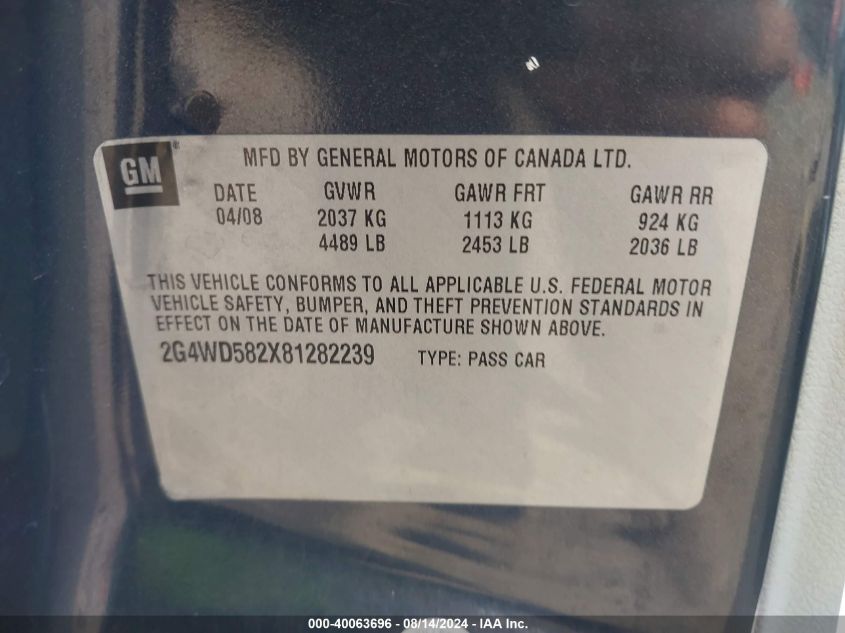 GM® MFD BY GENERAL MOTORS OF CANADA LTD.
DATE GVWR GAWR FRT GAWR RR
04/08 2037 KG 1113 KG 924 KG
4489 LB 2453 LB 2036 LB
THIS VEHICLE CONFORMS TO ALL APPLICABLE U.S. FEDERAL MOTOR
VEHICLE SAFETY, BUMPER, AND THEFT PREVENTION STANDARDS IN
EFFECT ON THE DATE OF MANUFACTURE SHOWN ABOVE.
2G4WD582X81282239 TYPE: PASS CAR
000-40063696 - 08/14/2024 - IAA Inc.